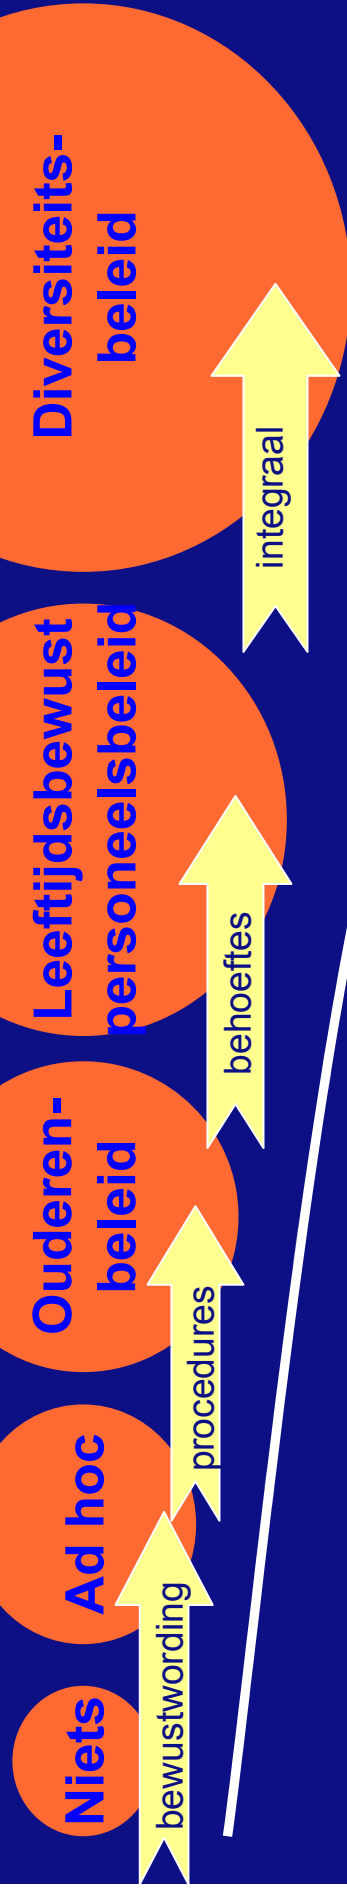 Niets
Ad hoc
Ouderen-
beleid
Leeftijdsbewust
personeelsbeleid
Diversiteits-
beleid
bewustwording
procedures
behoeftes
integraal